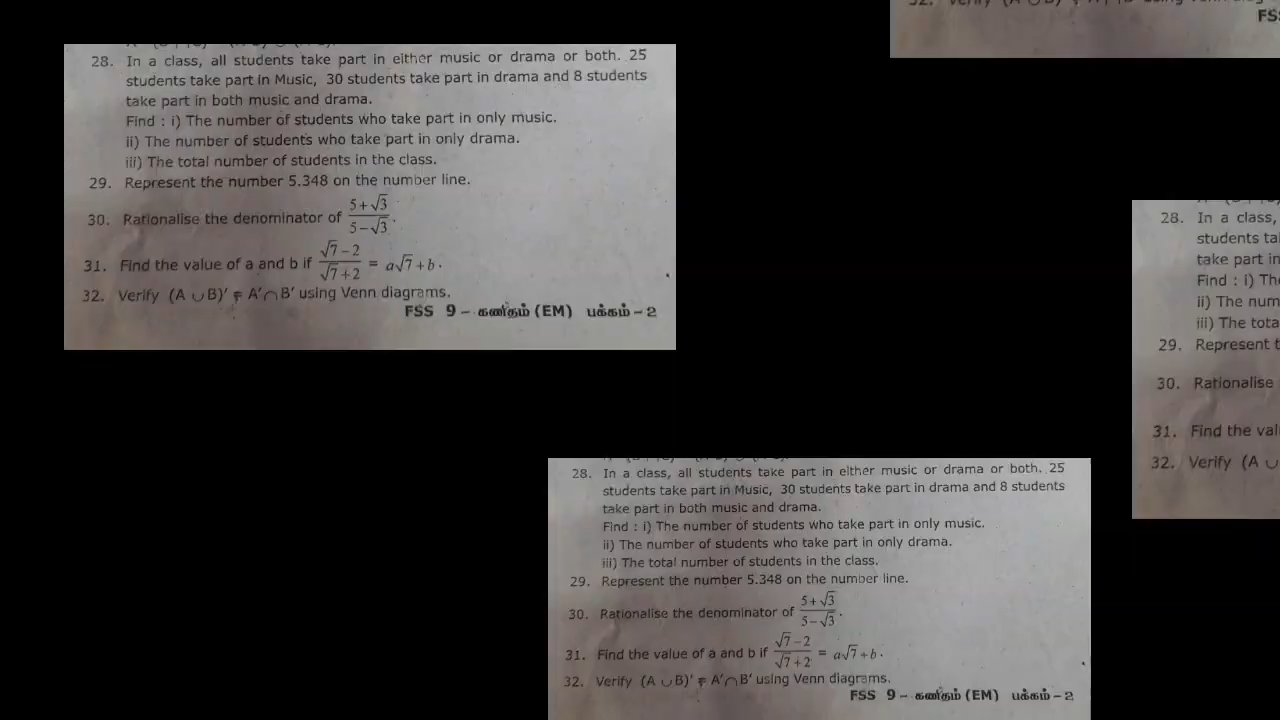 28. In a class, all students take part in either music or drama or both. 25
students take part in Music, 30 students take part in drama and 8 students
take part in both music and drama.
Find : i) The number of students who take part in only music.
ii) The number of students who take part in only drama.
iii) The total number of students in the class.
29. Represent the number 5.348 on the number line.
30. Rationalise the denominator of (5+√3)/(5−√3).
31. Find the value of a and b if (√7−2)/(√7+2) = a√7+b.
32. Verify (A ∪ B)′ = A′∩B′ using Venn diagrams.
FSS 9 – கணிதம் (EM) பக்கம் – 2
FSS
28. In a class,
take part in
Find : i)
ii) The
iii) The
29. Represent
30. Rationalise
31. Find the
32. Verify (A ∪
28. In a class, all students take part in either music or drama or both. 25
students take part in Music, 30 students take part in drama and 8 students
take part in both music and drama.
Find : i) The number of students who take part in only music.
ii) The number of students who take part in only drama.
iii) The total number of students in the class.
29. Represent the number 5.348 on the number line.
30. Rationalise the denominator of (5+√3)/(5−√3).
31. Find the value of a and b if (√7−2)/(√7+2) = a√7+b.
32. Verify (A ∪ B)′ = A′∩B′ using Venn diagrams.
FSS 9 – கணிதம் (EM) பக்கம் – 2